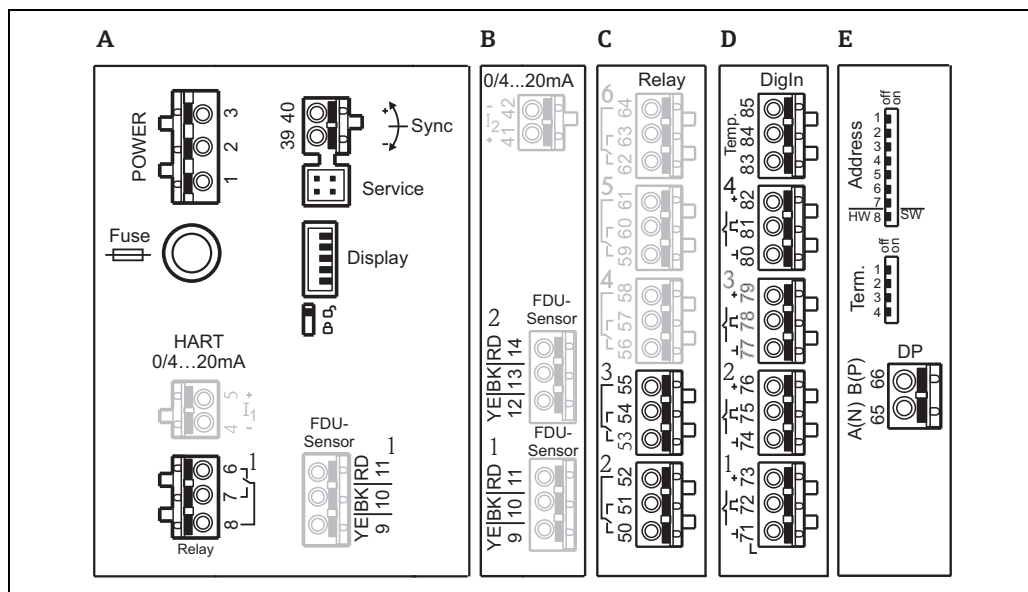 A
B
C
D
E
POWER
3
2
1
39 40
+
-
Sync
Service
Fuse
Display
HART
0/4...20mA
5
4
+
-
I1
6
7
8
1
Relay
FDU-
Sensor
1
YE|BK|RD
9 |10| 11
0/4...20mA
-
I2
+
41 42
2
FDU-
Sensor
YE|BK|RD
12|13| 14
1
FDU-
Sensor
YE|BK|RD
9 |10| 11
Relay
6
62 63 64
5
59 60 61
4
56 57 58
3
53 54 55
2
50 51 52
DigIn
Temp.
83 84 85
4
80 81 82
+
3
77 78 79
+
2
74 75 76
+
1
71 72 73
+
off
on
Address
1
2
3
4
5
6
7
HW 8 SW
off
on
Term.
1
2
3
4
DP
A(N) B(P)
65 66